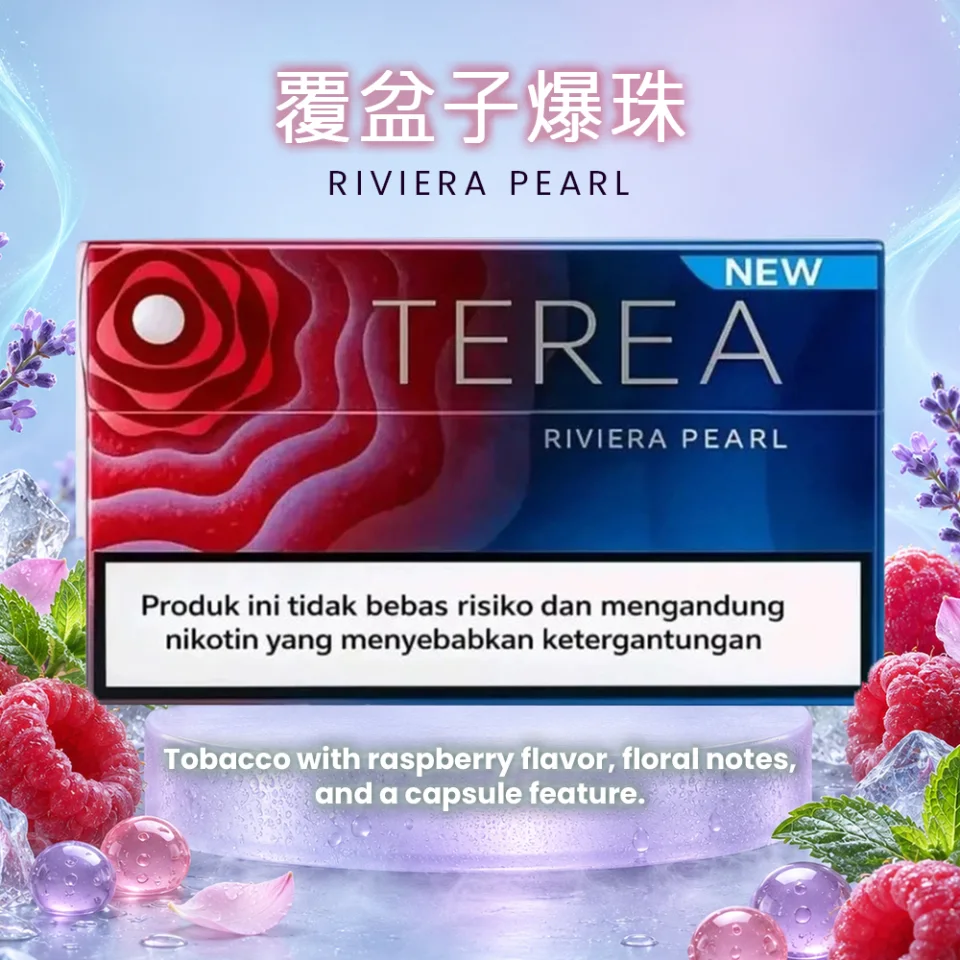 覆盆子爆珠
RIVIERA PEARL
NEW
TEREA
RIVIERA PEARL
Produk ini tidak bebas risiko dan mengandung
nikotin yang menyebabkan ketergantungan
Tobacco with raspberry flavor, floral notes,
and a capsule feature.